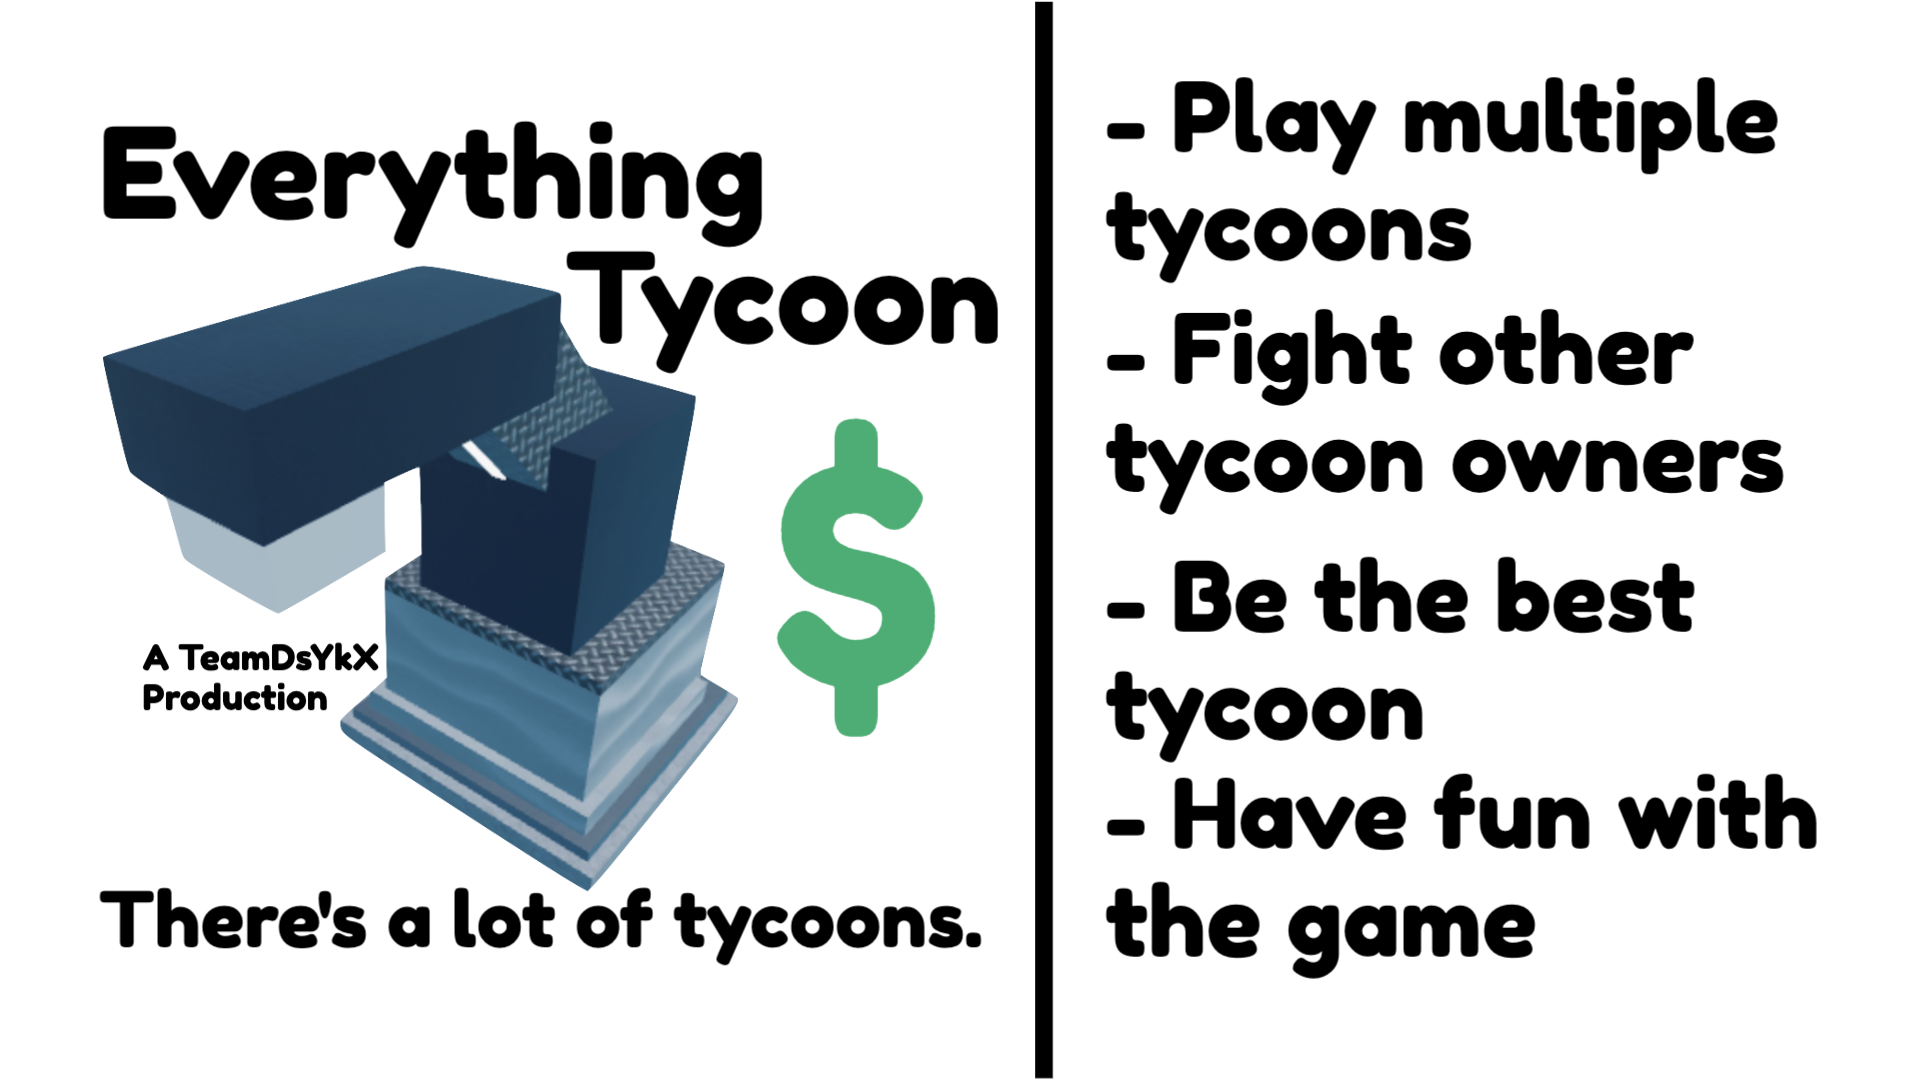 Everything
Tycoon
$
A TeamDsYkX
Production
There's a lot of tycoons.
- Play multiple
tycoons
- Fight other
tycoon owners
- Be the best
tycoon
- Have fun with
the game